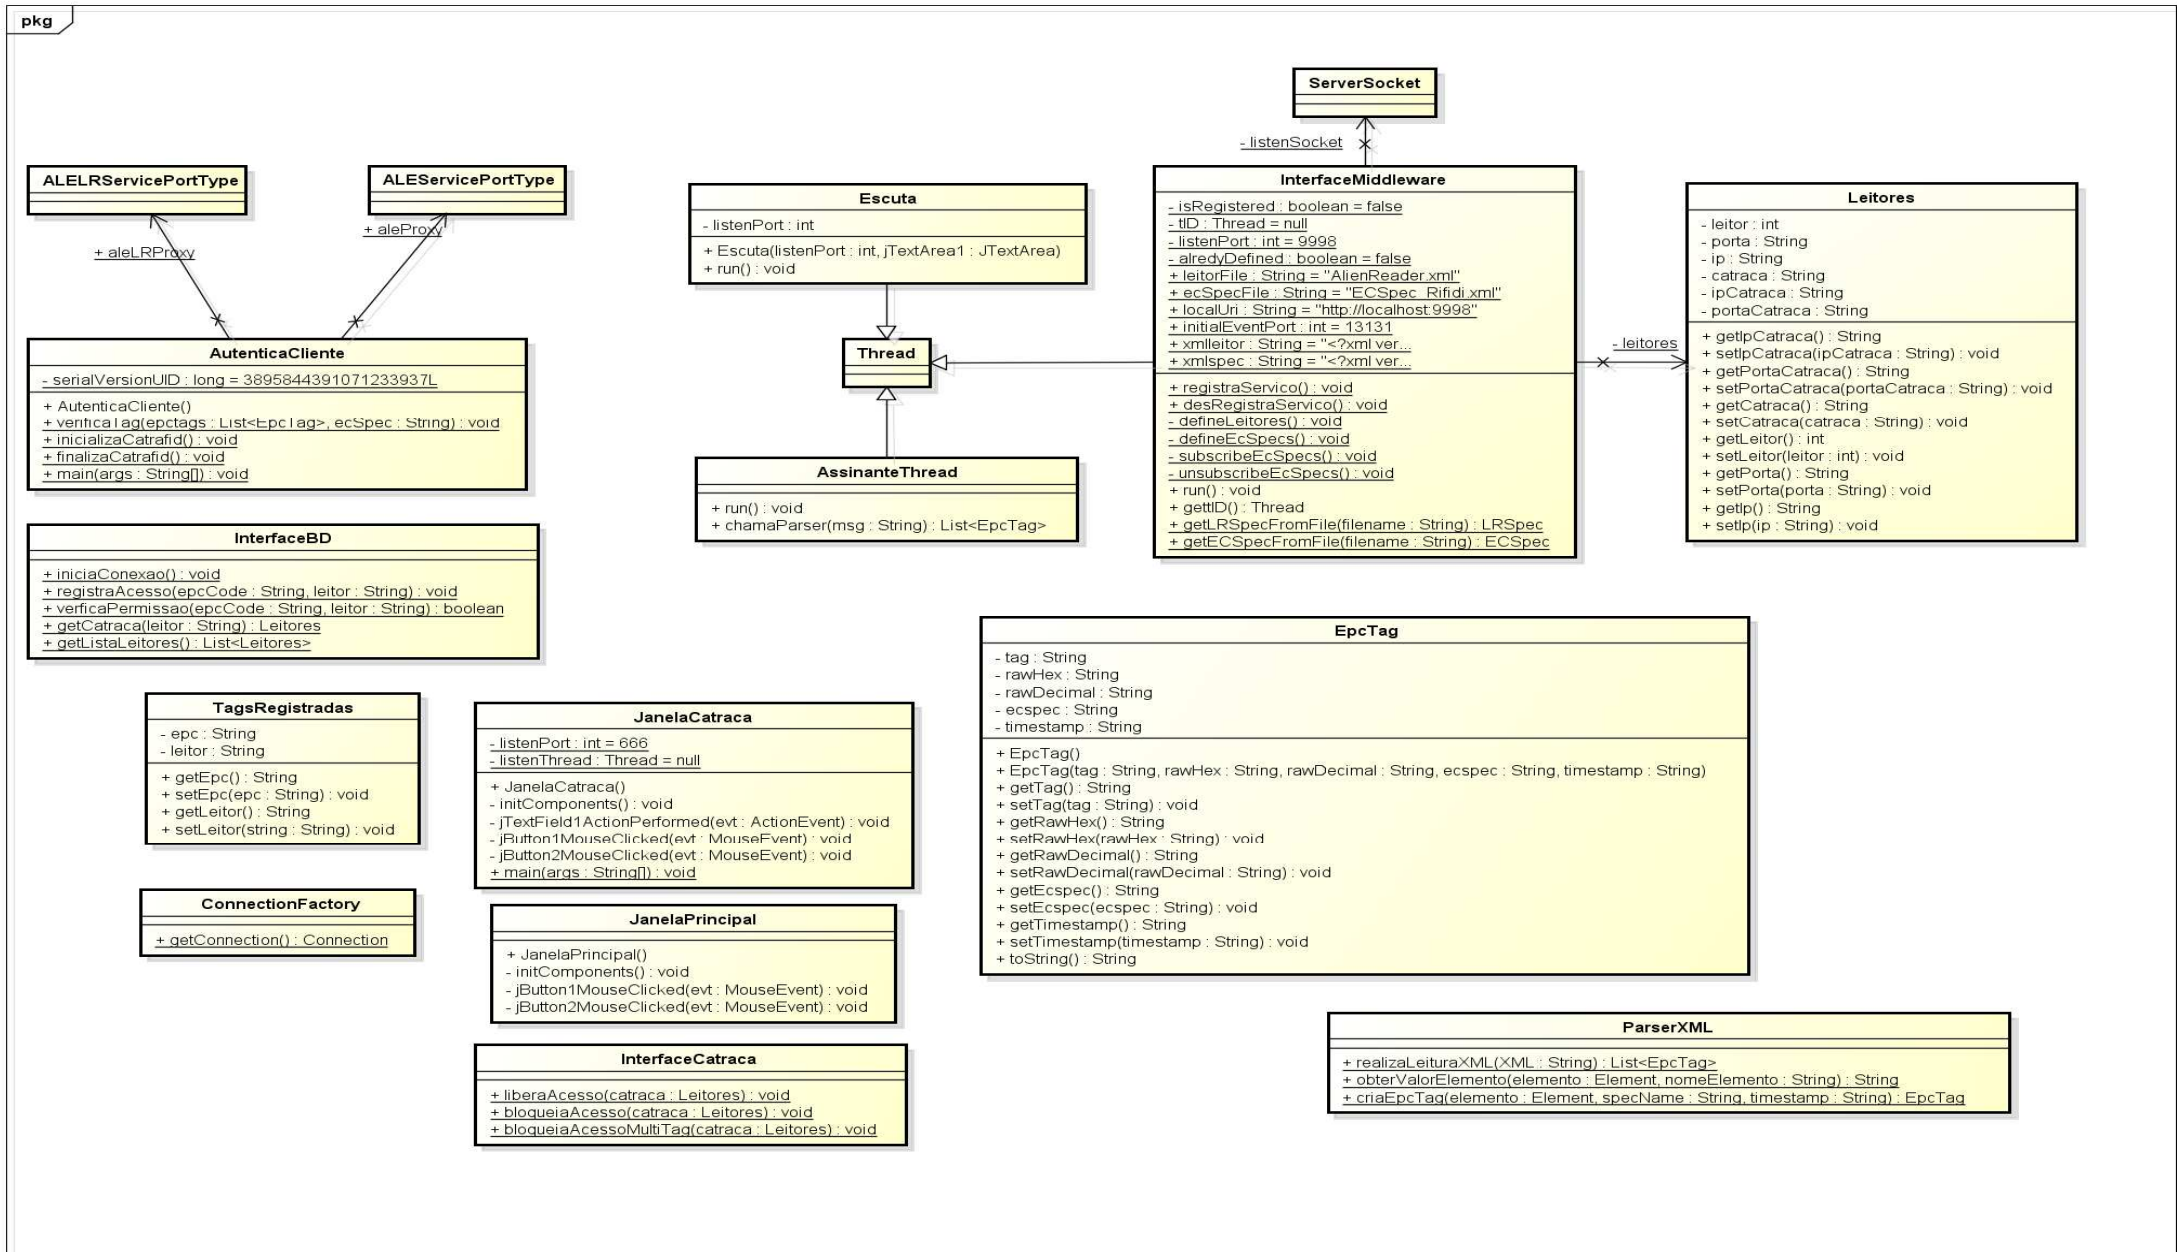 pkg
ServerSocket
- listenSocket
ALELRServicePortType
ALEServicePortType
+ aleLRProxy
+ aleProxy
Escuta
- listenPort : int
+ Escuta(listenPort : int, jTextArea1 : JTextArea)
+ run() : void
InterfaceMiddleware
- isRegistered : boolean = false
- tID : Thread = null
- listenPort : int = 9998
- alredyDefined : boolean = false
+ leitorFile : String = "AlienReader.xml"
+ ecSpecFile : String = "ECSpec_Rifidi.xml"
+ localUri : String = "http://localhost:9998"
+ initialEventPort : int = 13131
+ xmlleitor : String = "<?xml ver...
+ xmlspec : String = "<?xml ver...
+ registraServico() : void
+ desRegistraServico() : void
- defineLeitores() : void
- defineEcSpecs() : void
- subscribeEcSpecs() : void
- unsubscribeEcSpecs() : void
+ run() : void
+ gettID() : Thread
+ getLRSpecFromFile(filename : String) : LRSpec
+ getECSpecFromFile(filename : String) : ECSpec
- leitores
Leitores
- leitor : int
- porta : String
- ip : String
- catraca : String
- ipCatraca : String
- portaCatraca : String
+ getIpCatraca() : String
+ setIpCatraca(ipCatraca : String) : void
+ getPortaCatraca() : String
+ setPortaCatraca(portaCatraca : String) : void
+ getCatraca() : String
+ setCatraca(catraca : String) : void
+ getLeitor() : int
+ setLeitor(leitor : int) : void
+ getPorta() : String
+ setPorta(porta : String) : void
+ getIp() : String
+ setIp(ip : String) : void
Thread
AutenticaCliente
- serialVersionUID : long = 3895844391071233937L
+ AutenticaCliente()
+ verificaTag(epctags : List<EpcTag>, ecSpec : String) : void
+ inicializaCatrafid() : void
+ finalizaCatrafid() : void
+ main(args : String[]) : void
AssinanteThread
+ run() : void
+ chamaParser(msg : String) : List<EpcTag>
InterfaceBD
+ iniciaConexao() : void
+ registraAcesso(epcCode : String, leitor : String) : void
+ verficaPermissao(epcCode : String, leitor : String) : boolean
+ getCatraca(leitor : String) : Leitores
+ getListaLeitores() : List<Leitores>
TagsRegistradas
- epc : String
- leitor : String
+ getEpc() : String
+ setEpc(epc : String) : void
+ getLeitor() : String
+ setLeitor(string : String) : void
JanelaCatraca
- listenPort : int = 666
- listenThread : Thread = null
+ JanelaCatraca()
- initComponents() : void
- jTextField1ActionPerformed(evt : ActionEvent) : void
- jButton1MouseClicked(evt : MouseEvent) : void
- jButton2MouseClicked(evt : MouseEvent) : void
+ main(args : String[]) : void
EpcTag
- tag : String
- rawHex : String
- rawDecimal : String
- ecspec : String
- timestamp : String
+ EpcTag()
+ EpcTag(tag : String, rawHex : String, rawDecimal : String, ecspec : String, timestamp : String)
+ getTag() : String
+ setTag(tag : String) : void
+ getRawHex() : String
+ setRawHex(rawHex : String) : void
+ getRawDecimal() : String
+ setRawDecimal(rawDecimal : String) : void
+ getEcspec() : String
+ setEcspec(ecspec : String) : void
+ getTimestamp() : String
+ setTimestamp(timestamp : String) : void
+ toString() : String
ConnectionFactory
+ getConnection() : Connection
JanelaPrincipal
+ JanelaPrincipal()
- initComponents() : void
- jButton1MouseClicked(evt : MouseEvent) : void
- jButton2MouseClicked(evt : MouseEvent) : void
InterfaceCatraca
+ liberaAcesso(catraca : Leitores) : void
+ bloqueiaAcesso(catraca : Leitores) : void
+ bloqueiaAcessoMultiTag(catraca : Leitores) : void
ParserXML
+ realizaLeituraXML(XML : String) : List<EpcTag>
+ obterValorElemento(elemento : Element, nomeElemento : String) : String
+ criaEpcTag(elemento : Element, specName : String, timestamp : String) : EpcTag